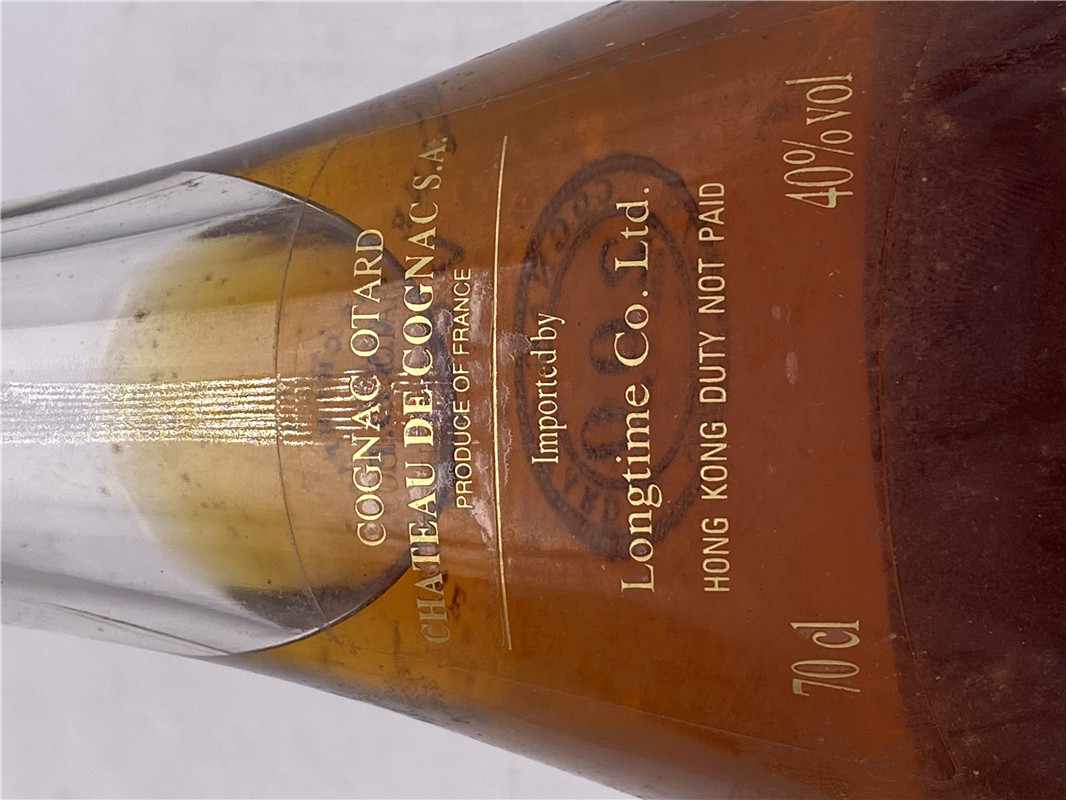 COGNAC OTARD
CHATEAU DE COGNAC S.A.
PRODUCE OF FRANCE
Imported by
Longtime Co. Ltd.
HONG KONG DUTY NOT PAID
70 cl 40% vol